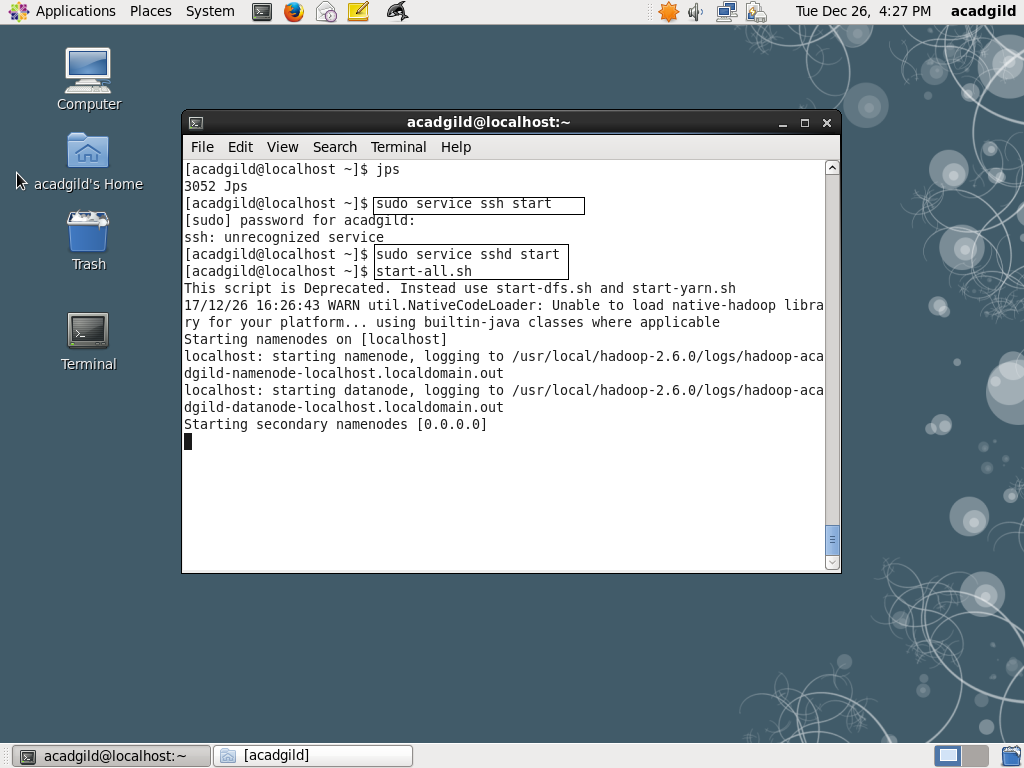 Applications Places System Tue Dec 26, 4:27 PM acadgild
Computer
acadgild's Home
Trash
Terminal
acadgild@localhost:~
File Edit View Search Terminal Help
[acadgild@localhost ~]$ jps
3052 Jps
[acadgild@localhost ~]$ sudo service ssh start
[sudo] password for acadgild:
ssh: unrecognized service
[acadgild@localhost ~]$ sudo service sshd start
[acadgild@localhost ~]$ start-all.sh
This script is Deprecated. Instead use start-dfs.sh and start-yarn.sh
17/12/26 16:26:43 WARN util.NativeCodeLoader: Unable to load native-hadoop libra
ry for your platform... using builtin-java classes where applicable
Starting namenodes on [localhost]
localhost: starting namenode, logging to /usr/local/hadoop-2.6.0/logs/hadoop-aca
dgild-namenode-localhost.localdomain.out
localhost: starting datanode, logging to /usr/local/hadoop-2.6.0/logs/hadoop-aca
dgild-datanode-localhost.localdomain.out
Starting secondary namenodes [0.0.0.0]
acadgild@localhost:~ [acadgild]